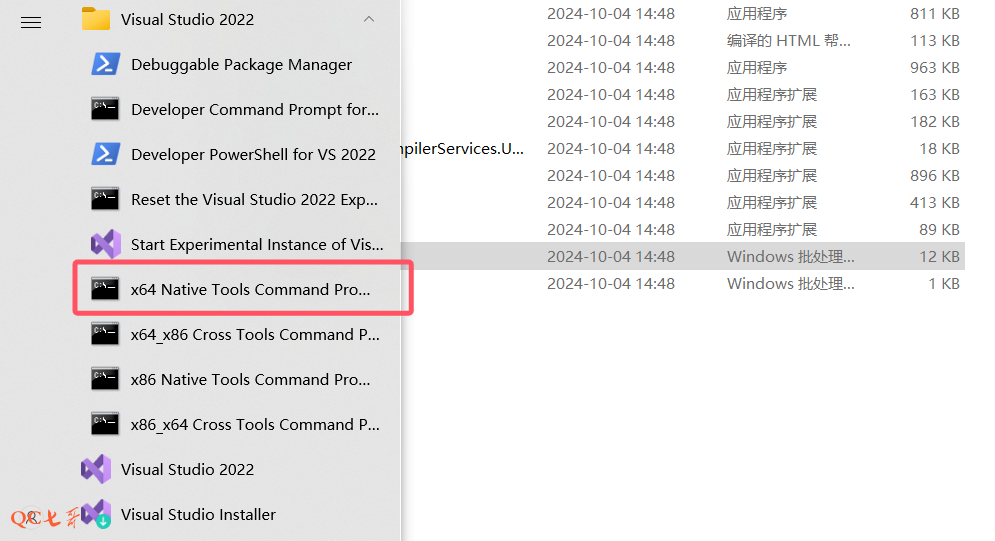 Visual Studio 2022
Debuggable Package Manager
Developer Command Prompt for...
Developer PowerShell for VS 2022
Reset the Visual Studio 2022 Exp...
Start Experimental Instance of Vis...
x64 Native Tools Command Pro...
x64_x86 Cross Tools Command P...
x86 Native Tools Command Pro...
x86_x64 Cross Tools Command P...
Visual Studio 2022
Visual Studio Installer
2024-10-04 14:48 应用程序 811 KB
2024-10-04 14:48 编译的 HTML 帮... 113 KB
2024-10-04 14:48 应用程序 963 KB
2024-10-04 14:48 应用程序扩展 163 KB
2024-10-04 14:48 应用程序扩展 182 KB
npilerServices.U... 2024-10-04 14:48 应用程序扩展 18 KB
2024-10-04 14:48 应用程序扩展 896 KB
2024-10-04 14:48 应用程序扩展 413 KB
2024-10-04 14:48 应用程序扩展 89 KB
2024-10-04 14:48 Windows 批处理... 12 KB
2024-10-04 14:48 Windows 批处理... 1 KB
七哥